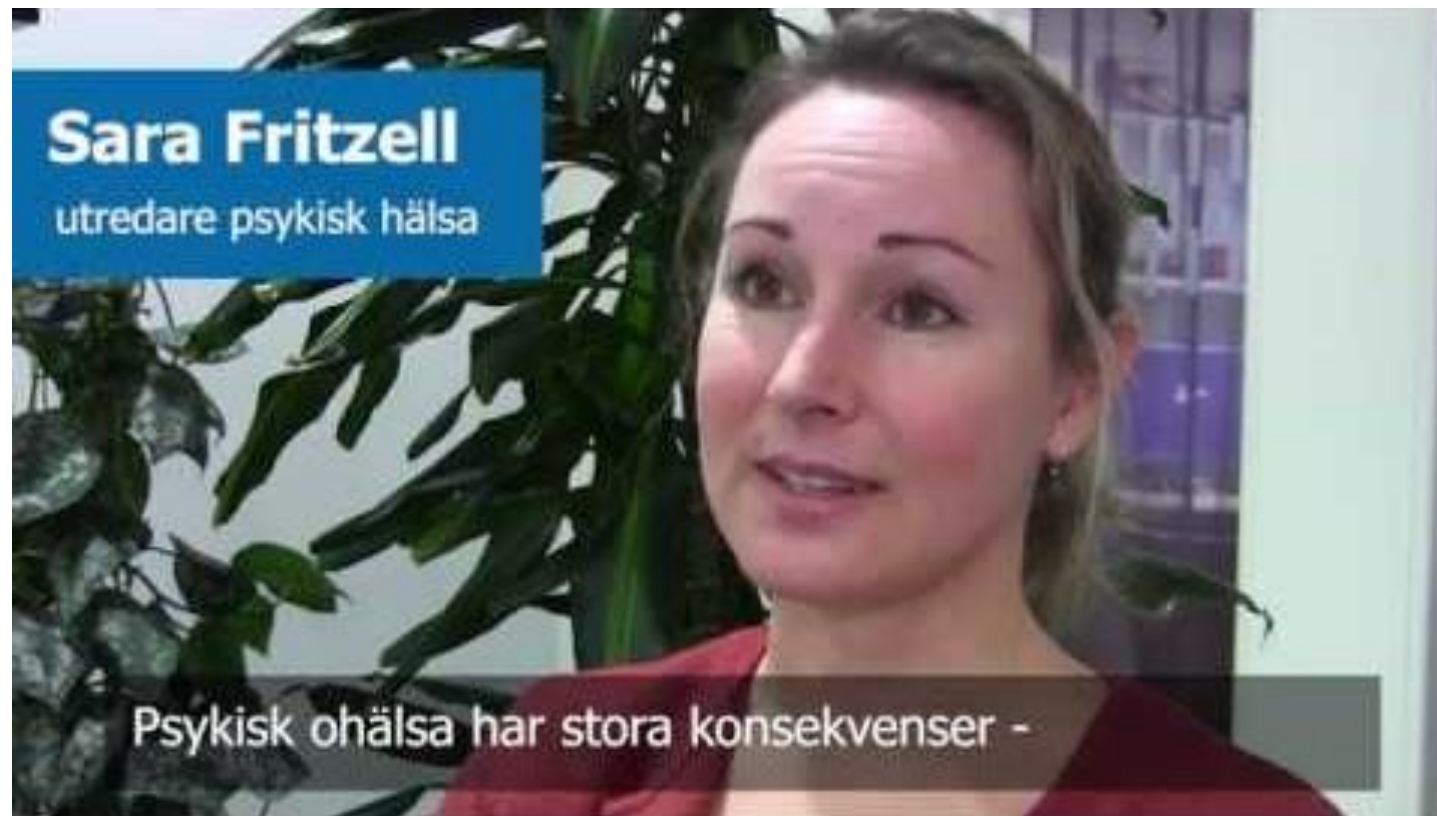 Sara Fritzell
utredare psykisk hälsa
Psykisk ohälsa har stora konsekvenser -